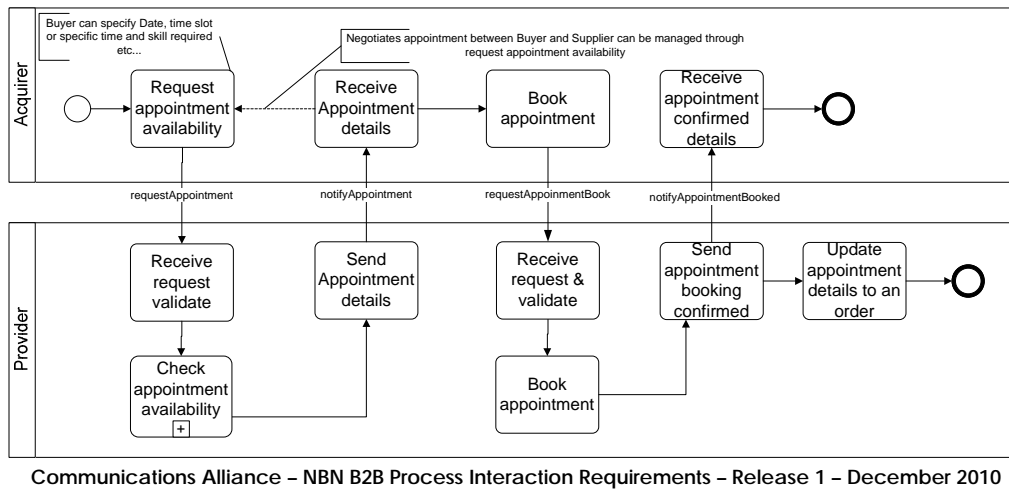 Buyer can specify Date, time slot
or specific time and skill required
etc...
Negotiates appointment between Buyer and Supplier can be managed through
request appointment availability
Acquirer
Request
appointment
availability
Receive
Appointment
details
Book
appointment
Receive
appointment
confirmed
details
requestAppointment
notifyAppointment
requestAppoinmentBook
notifyAppointmentBooked
Provider
Receive
request
validate
Send
Appointment
details
Receive
request &
validate
Send
appointment
booking
confirmed
Update
appointment
details to an
order
Check
appointment
availability
+
Book
appointment
Communications Alliance – NBN B2B Process Interaction Requirements – Release 1 – December 2010